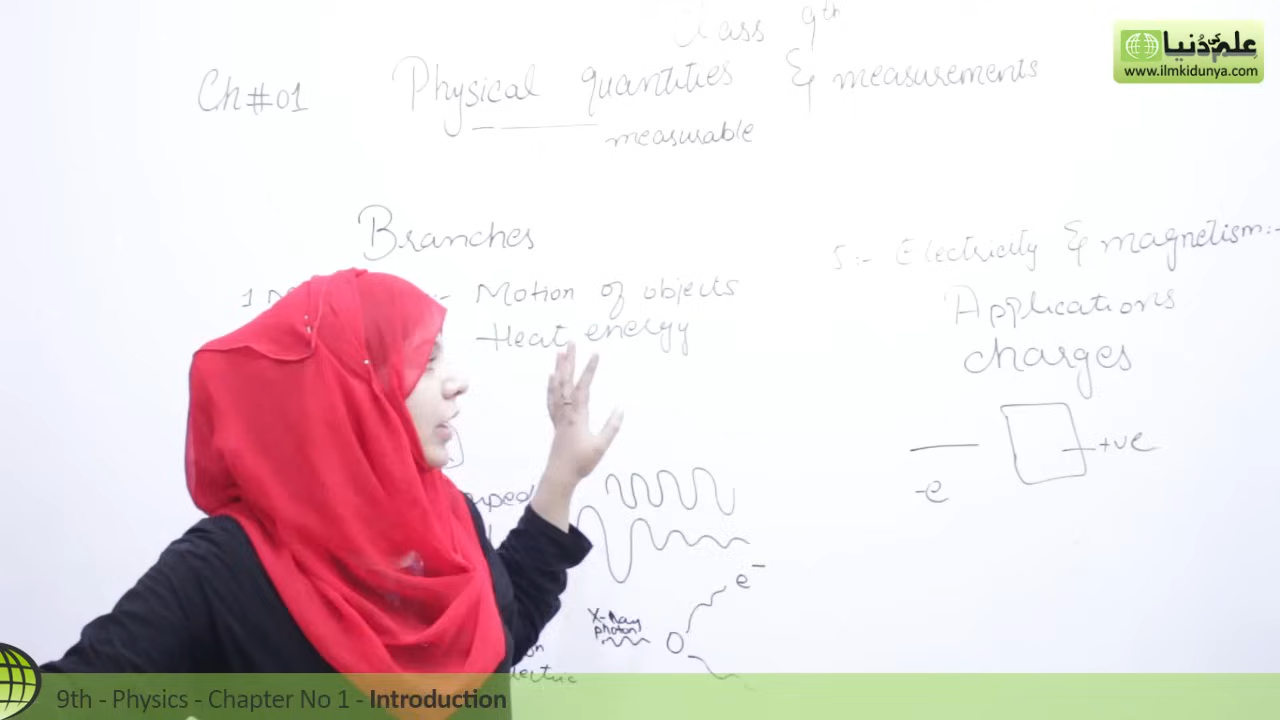 Class 9th
علم کی دنیا
www.ilmkidunya.com
Ch#01 Physical quantities & measurements
measurable
Branches
1 :- Motion of objects
Heat energy
5:- Electricity & magnetism:-
Applications
charges
+ve
-e
e-
X-Ray
photon
9th - Physics - Chapter No 1 - Introduction